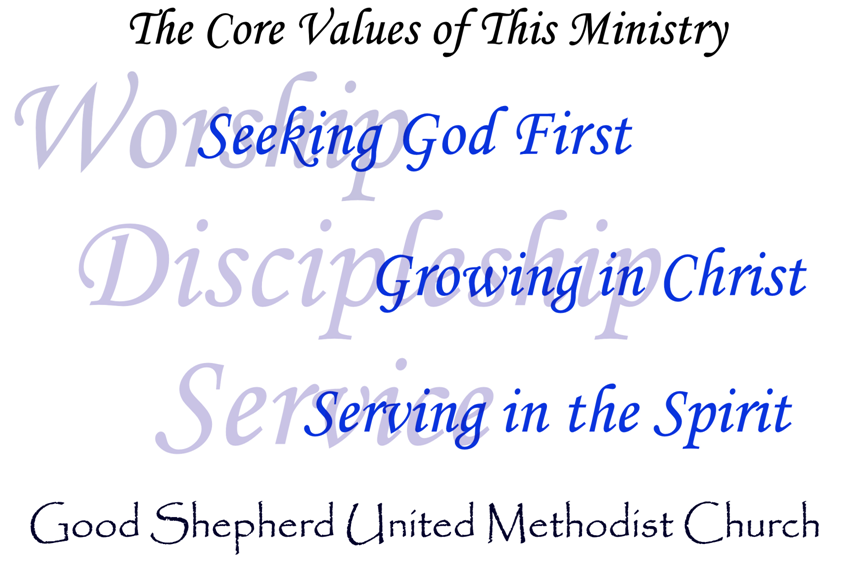 The Core Values of This Ministry
Worship
Seeking God First
Discipleship
Growing in Christ
Service
Serving in the Spirit
Good Shepherd United Methodist Church